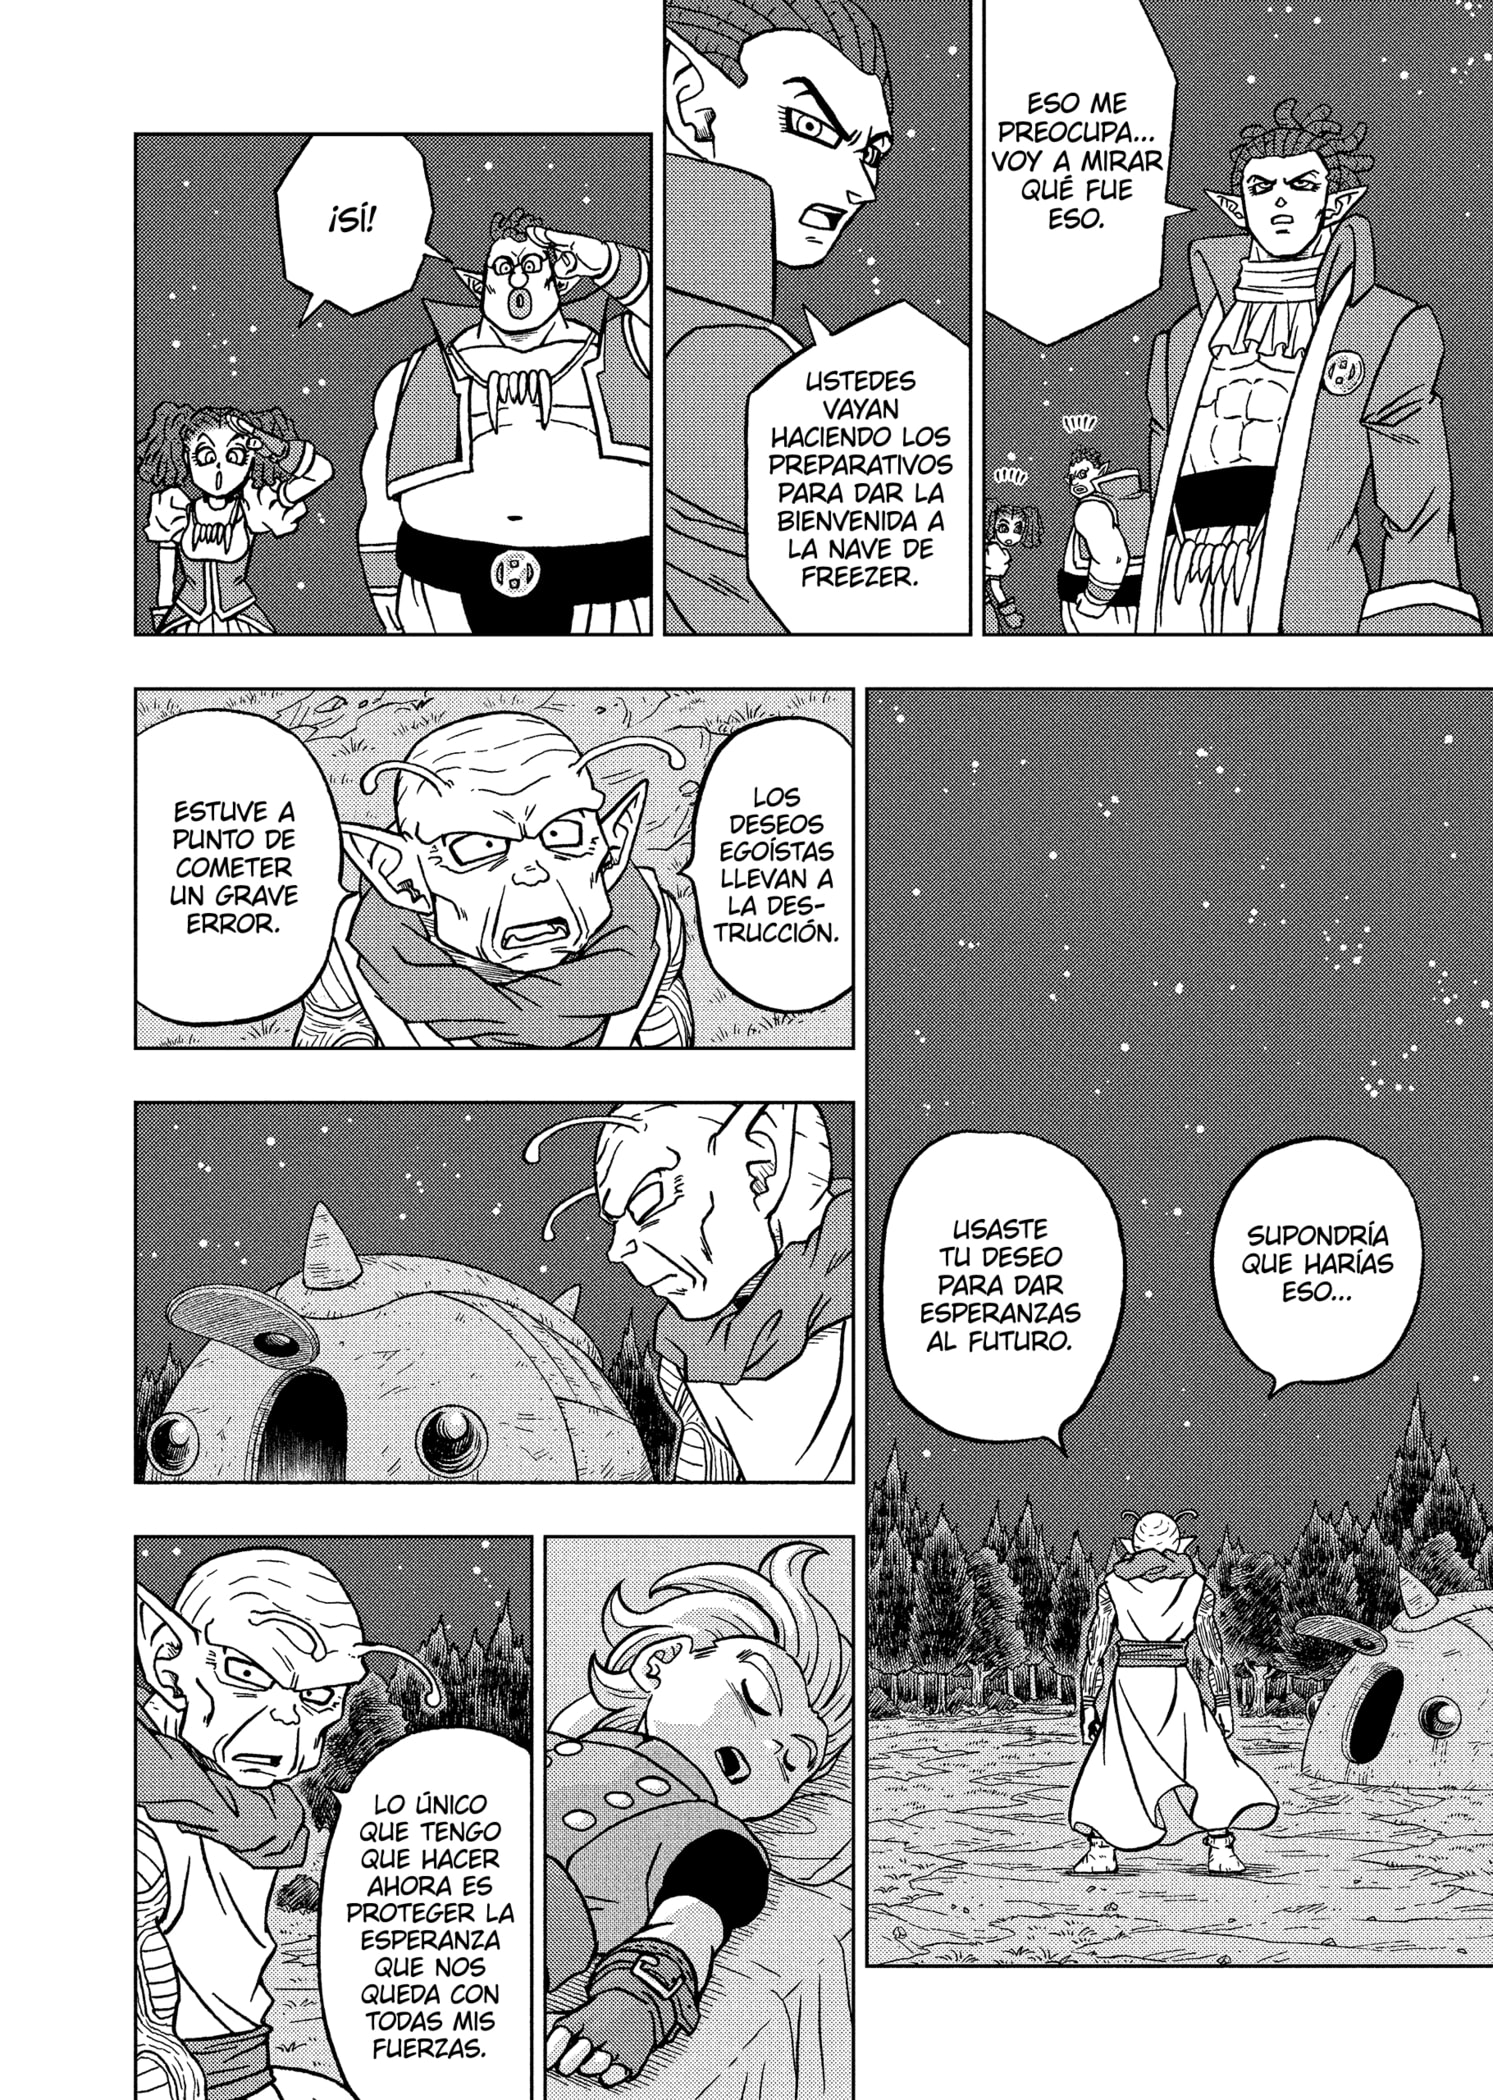 ESO ME
PREOCUPA...
VOY A MIRAR
QUÉ FUE
ESO.
USTEDES
VAYAN
HACIENDO LOS
PREPARATIVOS
PARA DAR LA
BIENVENIDA A
LA NAVE DE
FREEZER.
¡SÍ!
SUPONDRÍA
QUE HARÍAS
ESO...
USASTE
TU DESEO
PARA DAR
ESPERANZAS
AL FUTURO.
LOS
DESEOS
EGOÍSTAS
LLEVAN A
LA DES-
TRUCCIÓN.
ESTUVE A
PUNTO DE
COMETER
UN GRAVE
ERROR.
LO ÚNICO
QUE TENGO
QUE HACER
AHORA ES
PROTEGER LA
ESPERANZA
QUE NOS
QUEDA CON
TODAS MIS
FUERZAS.